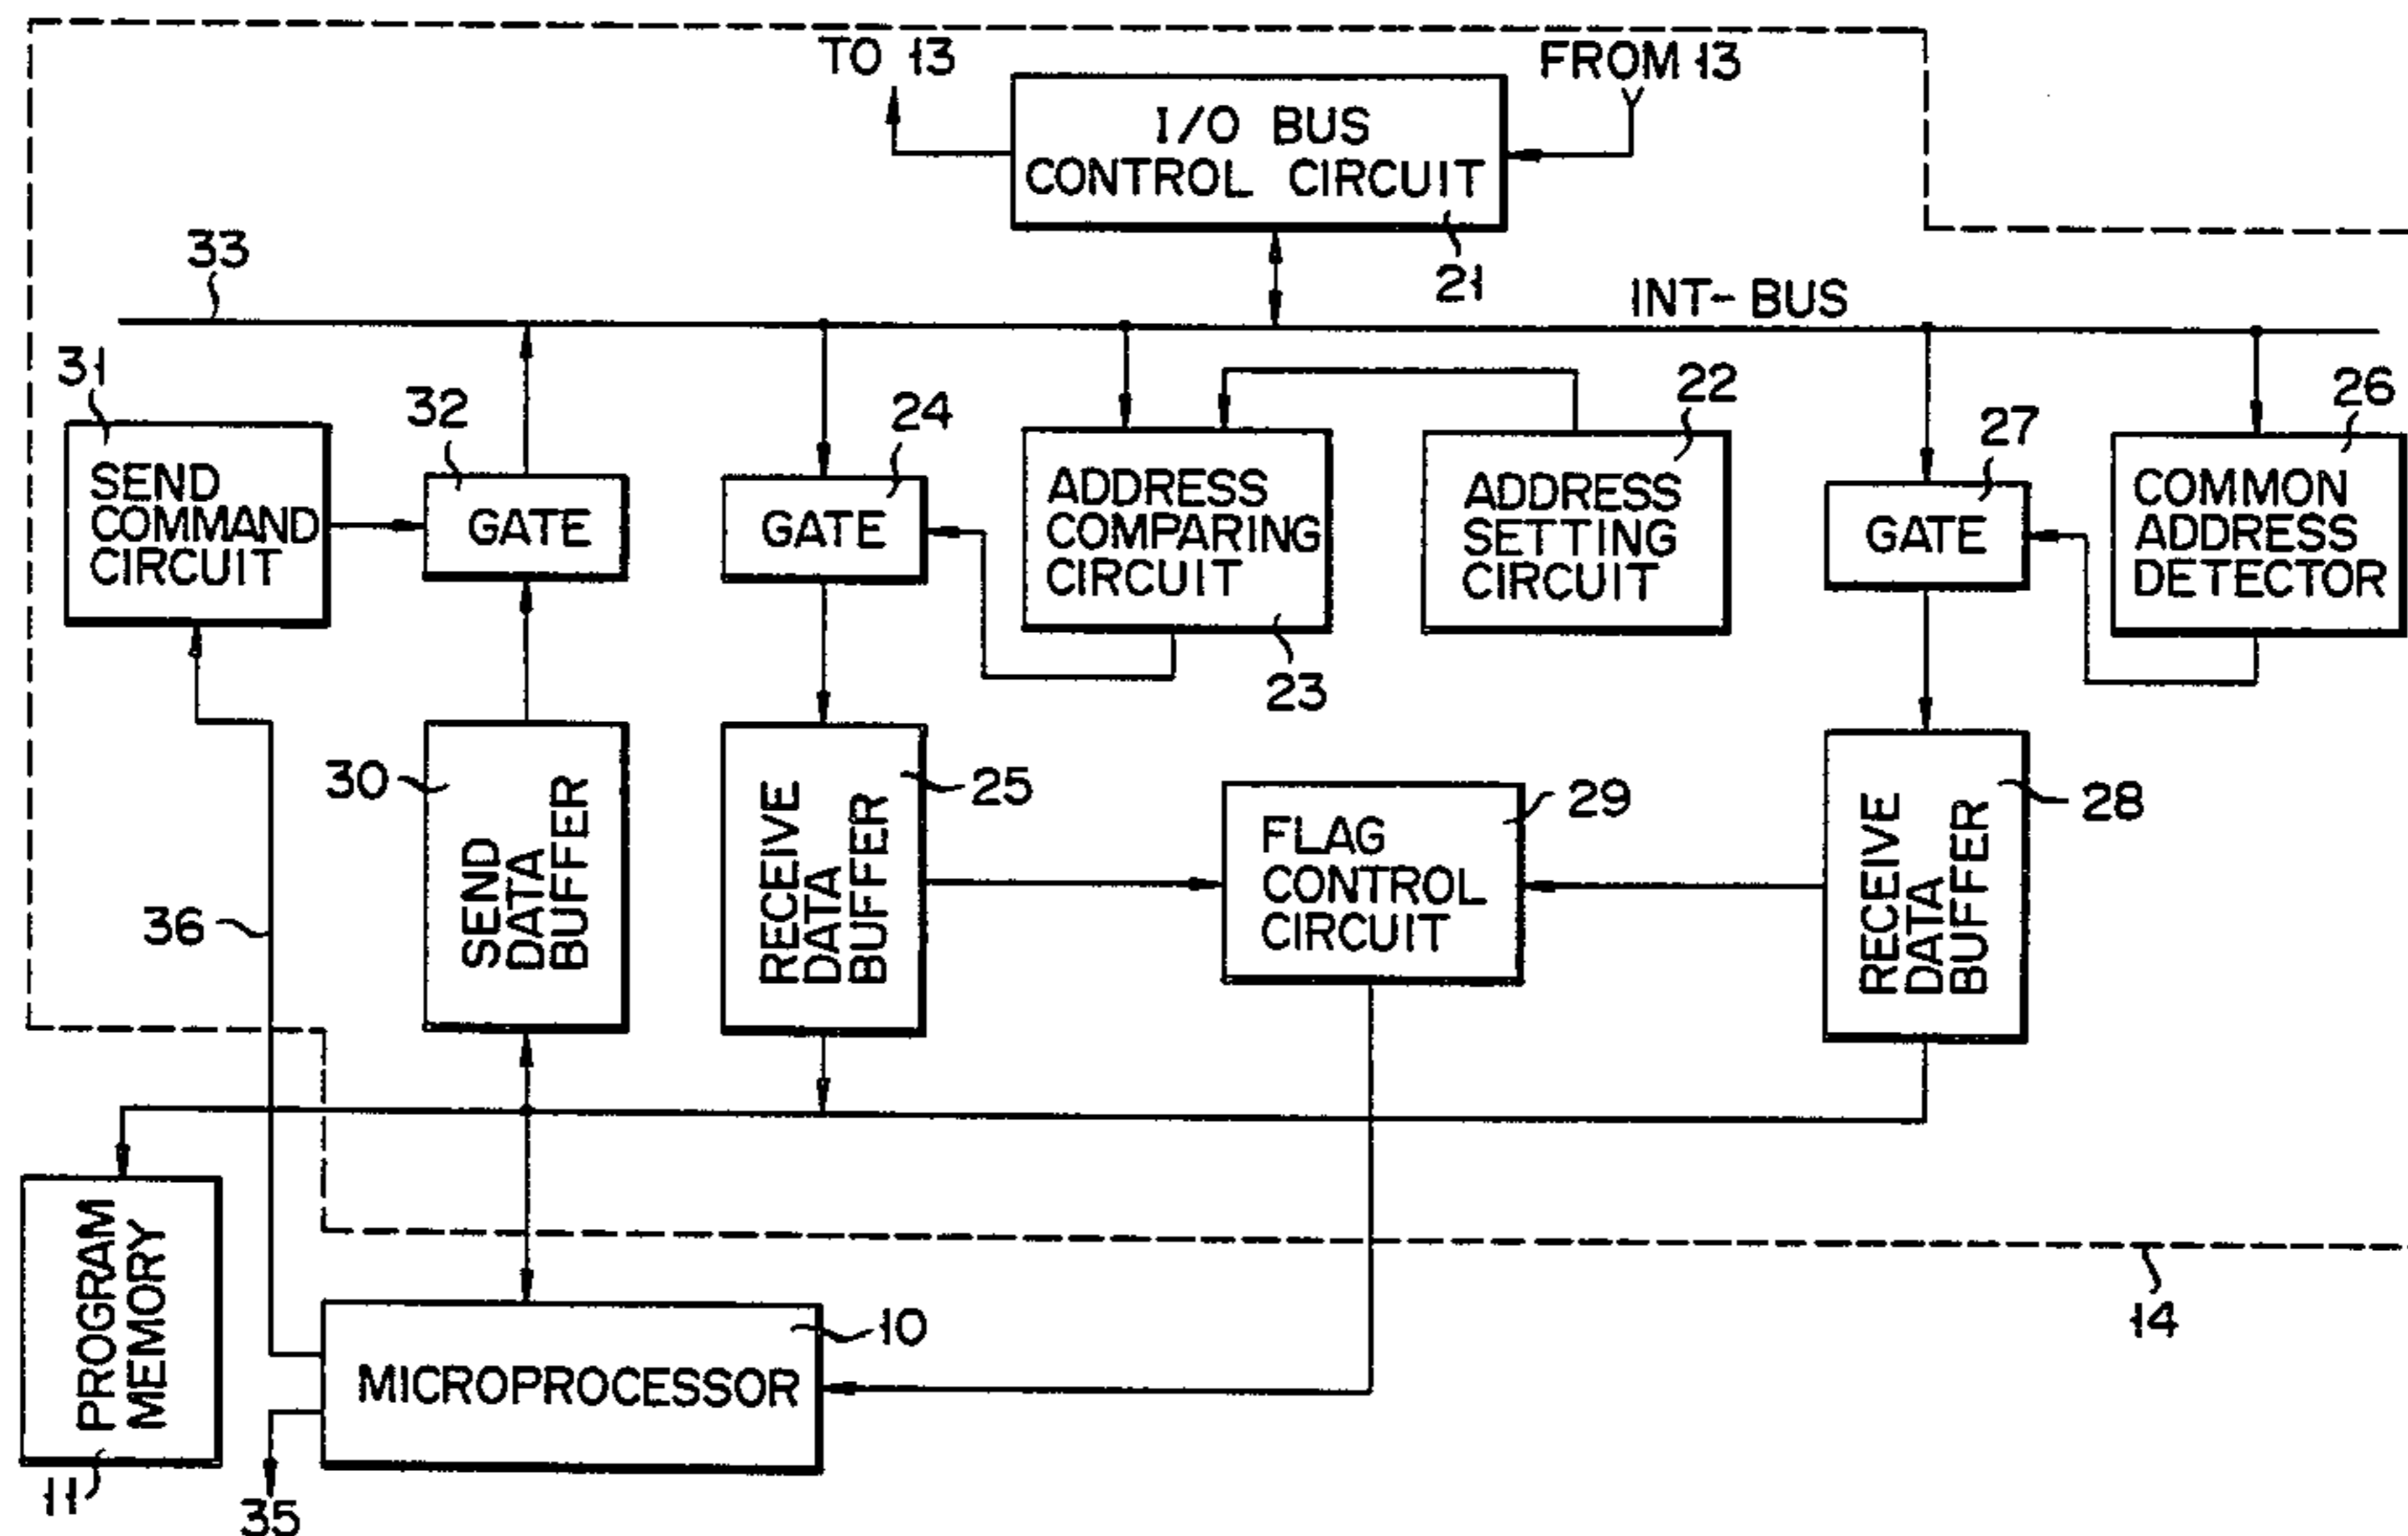 TO 13
FROM 13
I/O BUS
CONTROL CIRCUIT
21
33
INT-BUS
31
32
24
22
27
26
SEND
COMMAND
CIRCUIT
GATE
GATE
ADDRESS
COMPARING
CIRCUIT
ADDRESS
SETTING
CIRCUIT
GATE
COMMON
ADDRESS
DETECTOR
23
30
SEND
DATA
BUFFER
RECEIVE
DATA
BUFFER
25
FLAG
CONTROL
CIRCUIT
29
RECEIVE
DATA
BUFFER
28
36
PROGRAM
MEMORY
11
MICROPROCESSOR
10
14
35